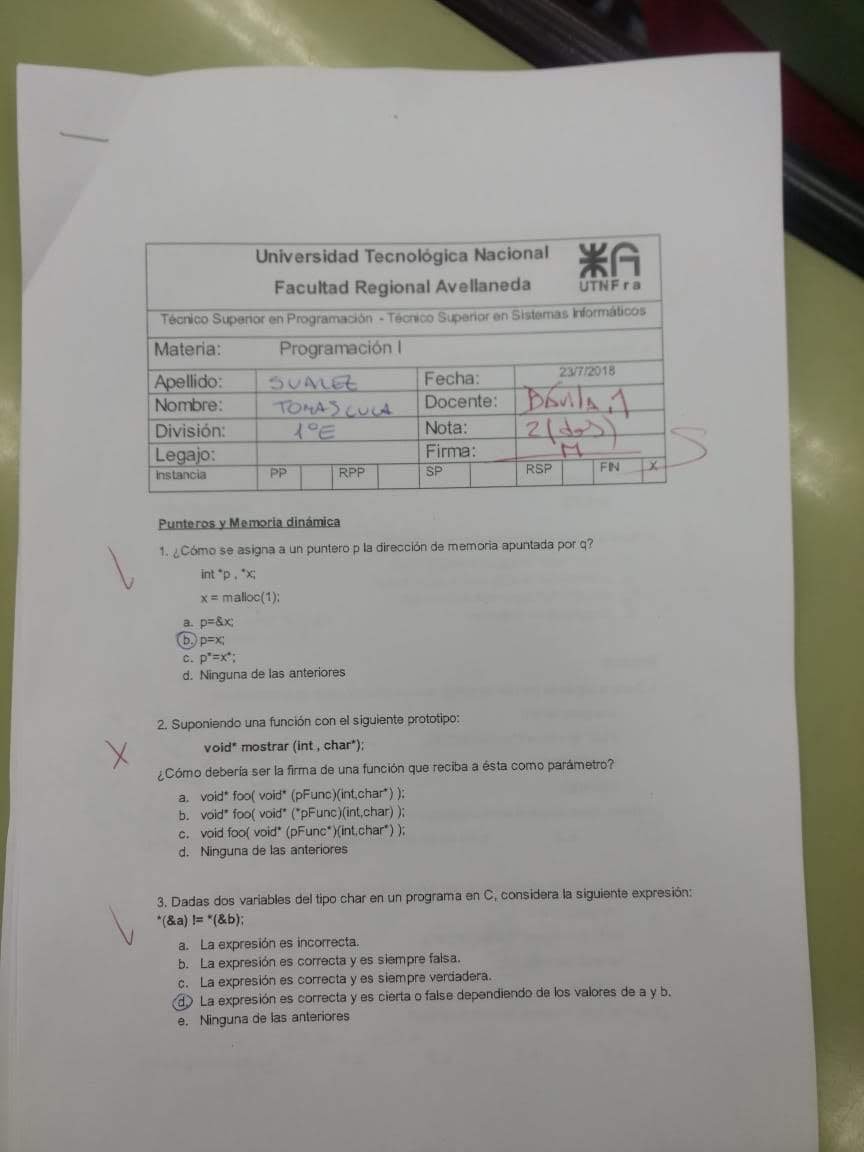 Universidad Tecnológica Nacional
Facultad Regional Avellaneda
UTNFra
Técnico Superior en Programación - Técnico Superior en Sistemas Informáticos
Materia: Programación I
Apellido: SUAREZ Fecha: 23/7/2018
Nombre: TOMAS LUCA Docente: Dávila,
División: 1°E Nota: 2(dos)
Legajo: Firma:
Instancia PP RPP SP RSP FIN X
Punteros y Memoria dinámica
1. ¿Cómo se asigna a un puntero p la dirección de memoria apuntada por q?
int *p , *x;
x = malloc(1);
a. p=&x;
b. p=x;
c. p*=x*;
d. Ninguna de las anteriores
X
2. Suponiendo una función con el siguiente prototipo:
void* mostrar (int , char*);
¿Cómo debería ser la firma de una función que reciba a ésta como parámetro?
a. void* foo( void* (pFunc)(int,char*) );
b. void* foo( void* (*pFunc)(int,char) );
c. void foo( void* (pFunc*)(int,char*) );
d. Ninguna de las anteriores
3. Dadas dos variables del tipo char en un programa en C, considera la siguiente expresión:
*(&a) != *(&b);
a. La expresión es incorrecta.
b. La expresión es correcta y es siempre falsa.
c. La expresión es correcta y es siempre verdadera.
d. La expresión es correcta y es cierta o false dependiendo de los valores de a y b.
e. Ninguna de las anteriores